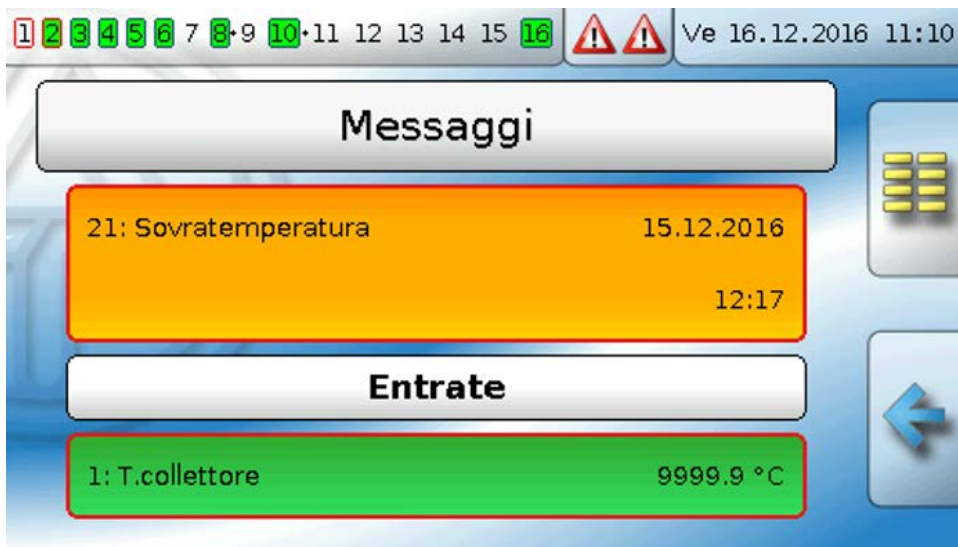 1 2 3 4 5 6 7 8+9 10+11 12 13 14 15 16 Ve 16.12.2016 11:10
Messaggi
21: Sovratemperatura 15.12.2016
12:17
Entrate
1: T.collettore 9999.9 °C